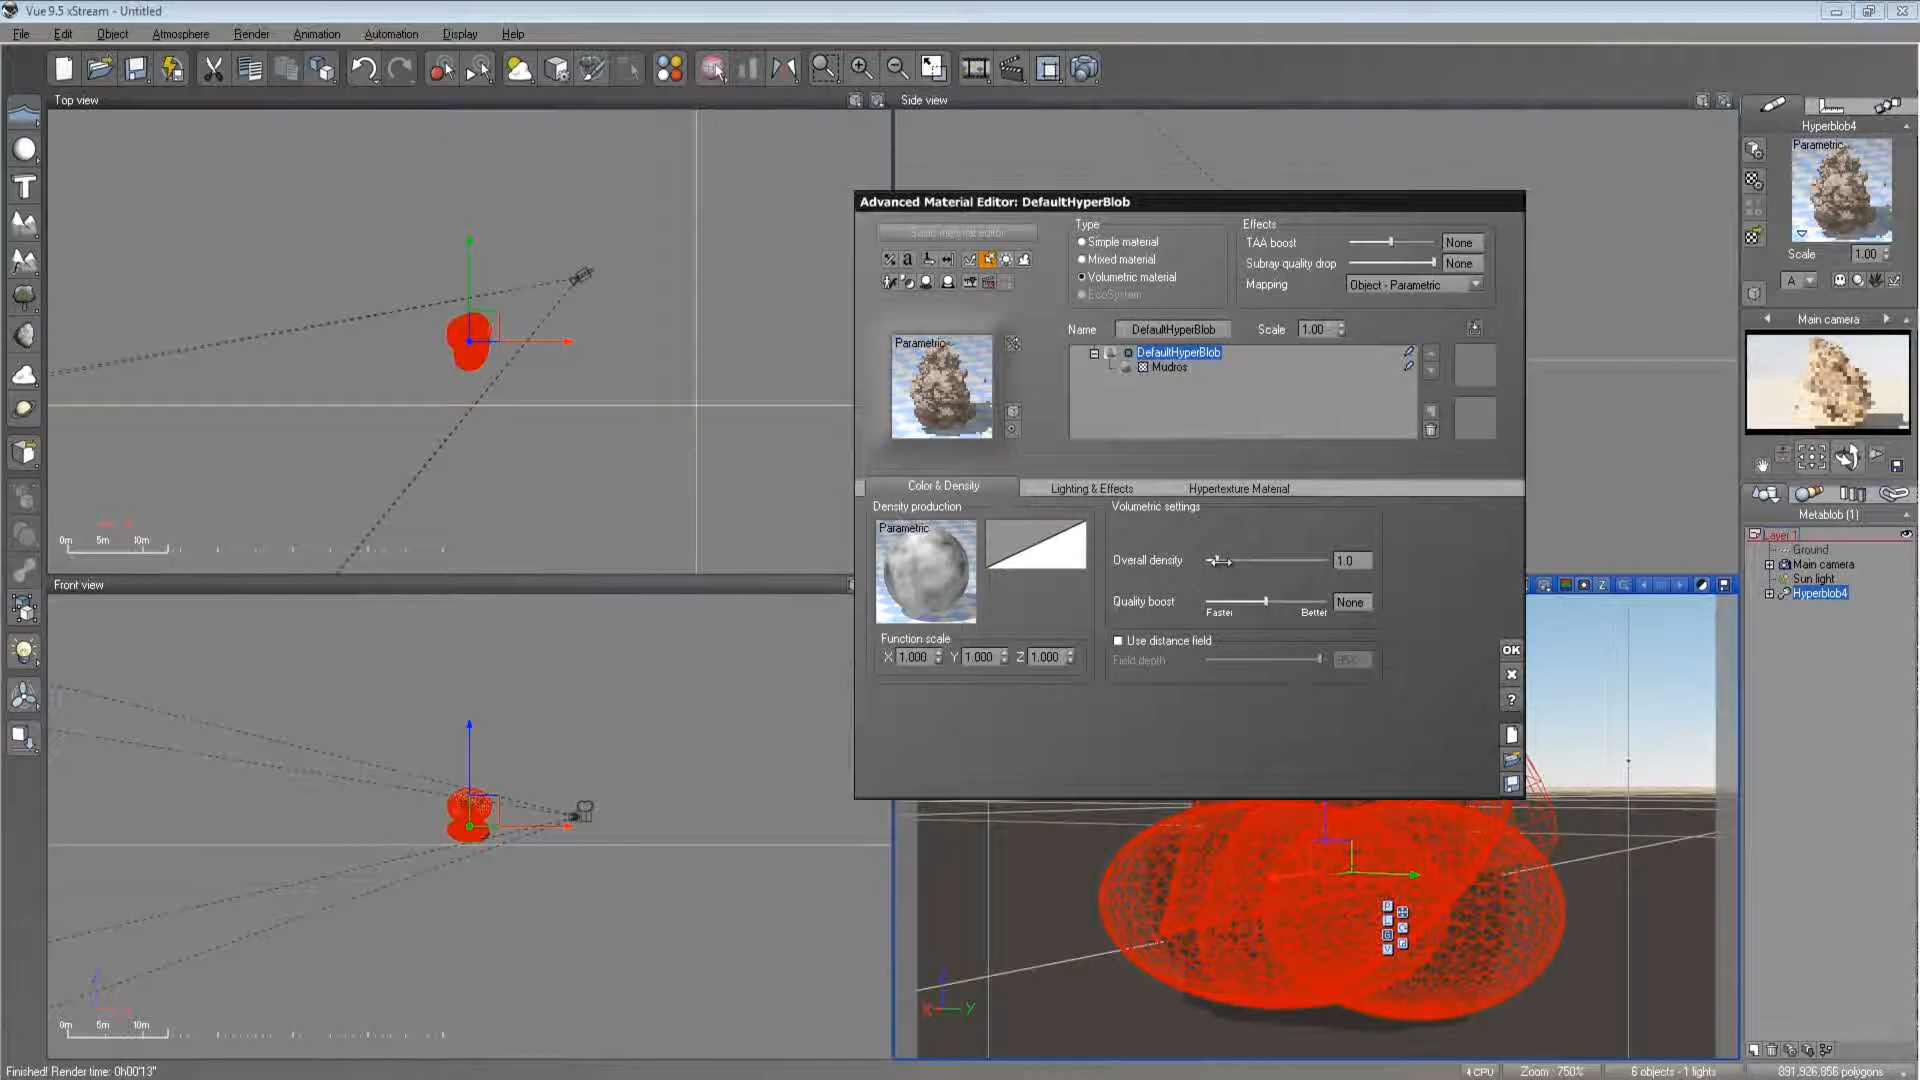 Vue 9.5 xStream - Untitled
File Edit Object Atmosphere Render Animation Automation Display Help
Top view
Side view
Hyperblob4
Parametric
Scale 1.00
A
Main camera
Metablob (1)
Layer 1
Ground
Main camera
Sun light
Hyperblob4
0m 5m 10m
Front view
0m 5m 10m
Advanced Material Editor: DefaultHyperBlob
Basic material editor
Type
Simple material
Mixed material
Volumetric material
EcoSystem
Effects
TAA boost None
Subray quality drop None
Mapping Object - Parametric
Name DefaultHyperBlob Scale 1.00
Parametric
DefaultHyperBlob
Mudros
Color & Density Lighting & Effects Hypertexture Material
Density production
Parametric
Function scale
X 1.000 Y 1.000 Z 1.000
Volumetric settings
Overall density 1.0
Quality boost None
Faster Better
Use distance field
Field depth
OK
?
Z
Y
Finished! Render time: 0h00'13"
4 CPU Zoom : 750% 6 objects - 1 lights 891,926,956 polygons